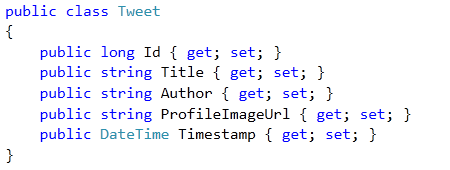 public class Tweet
{
    public long Id { get; set; }
    public string Title { get; set; }
    public string Author { get; set; }
    public string ProfileImageUrl { get; set; }
    public DateTime Timestamp { get; set; }
}